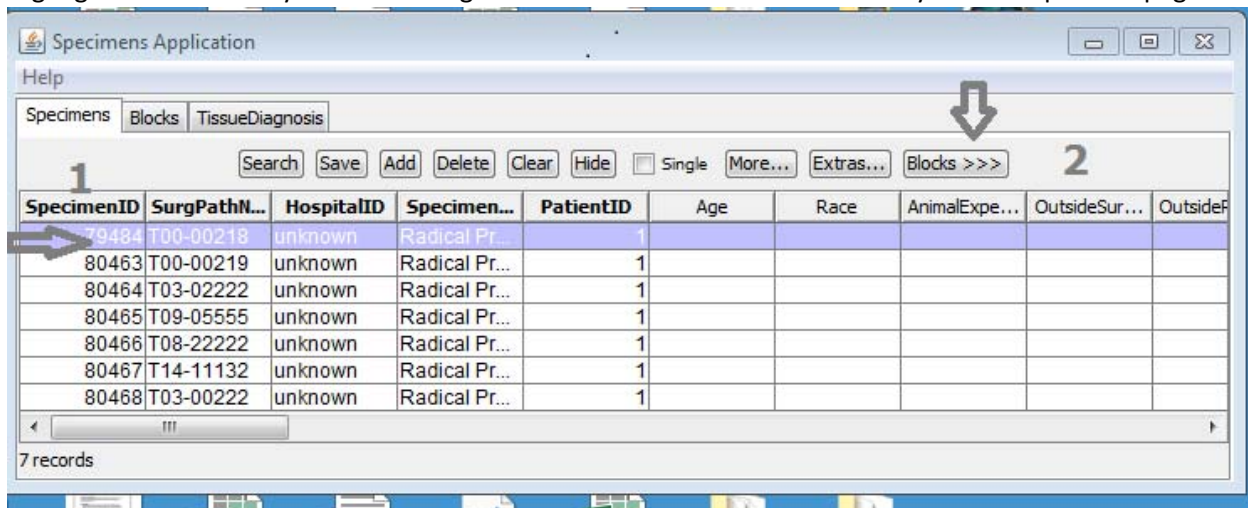 Specimens Application
Help
Specimens Blocks TissueDiagnosis
Search Save Add Delete Clear Hide Single More... Extras... Blocks >>> 2
1
SpecimenID SurgPathN... HospitalID Specimen... PatientID Age Race AnimalExpe... OutsideSur... OutsideR
79484 T00-00218 unknown Radical Pr... 1
80463 T00-00219 unknown Radical Pr... 1
80464 T03-02222 unknown Radical Pr... 1
80465 T09-05555 unknown Radical Pr... 1
80466 T08-22222 unknown Radical Pr... 1
80467 T14-11132 unknown Radical Pr... 1
80468 T03-00222 unknown Radical Pr... 1
7 records